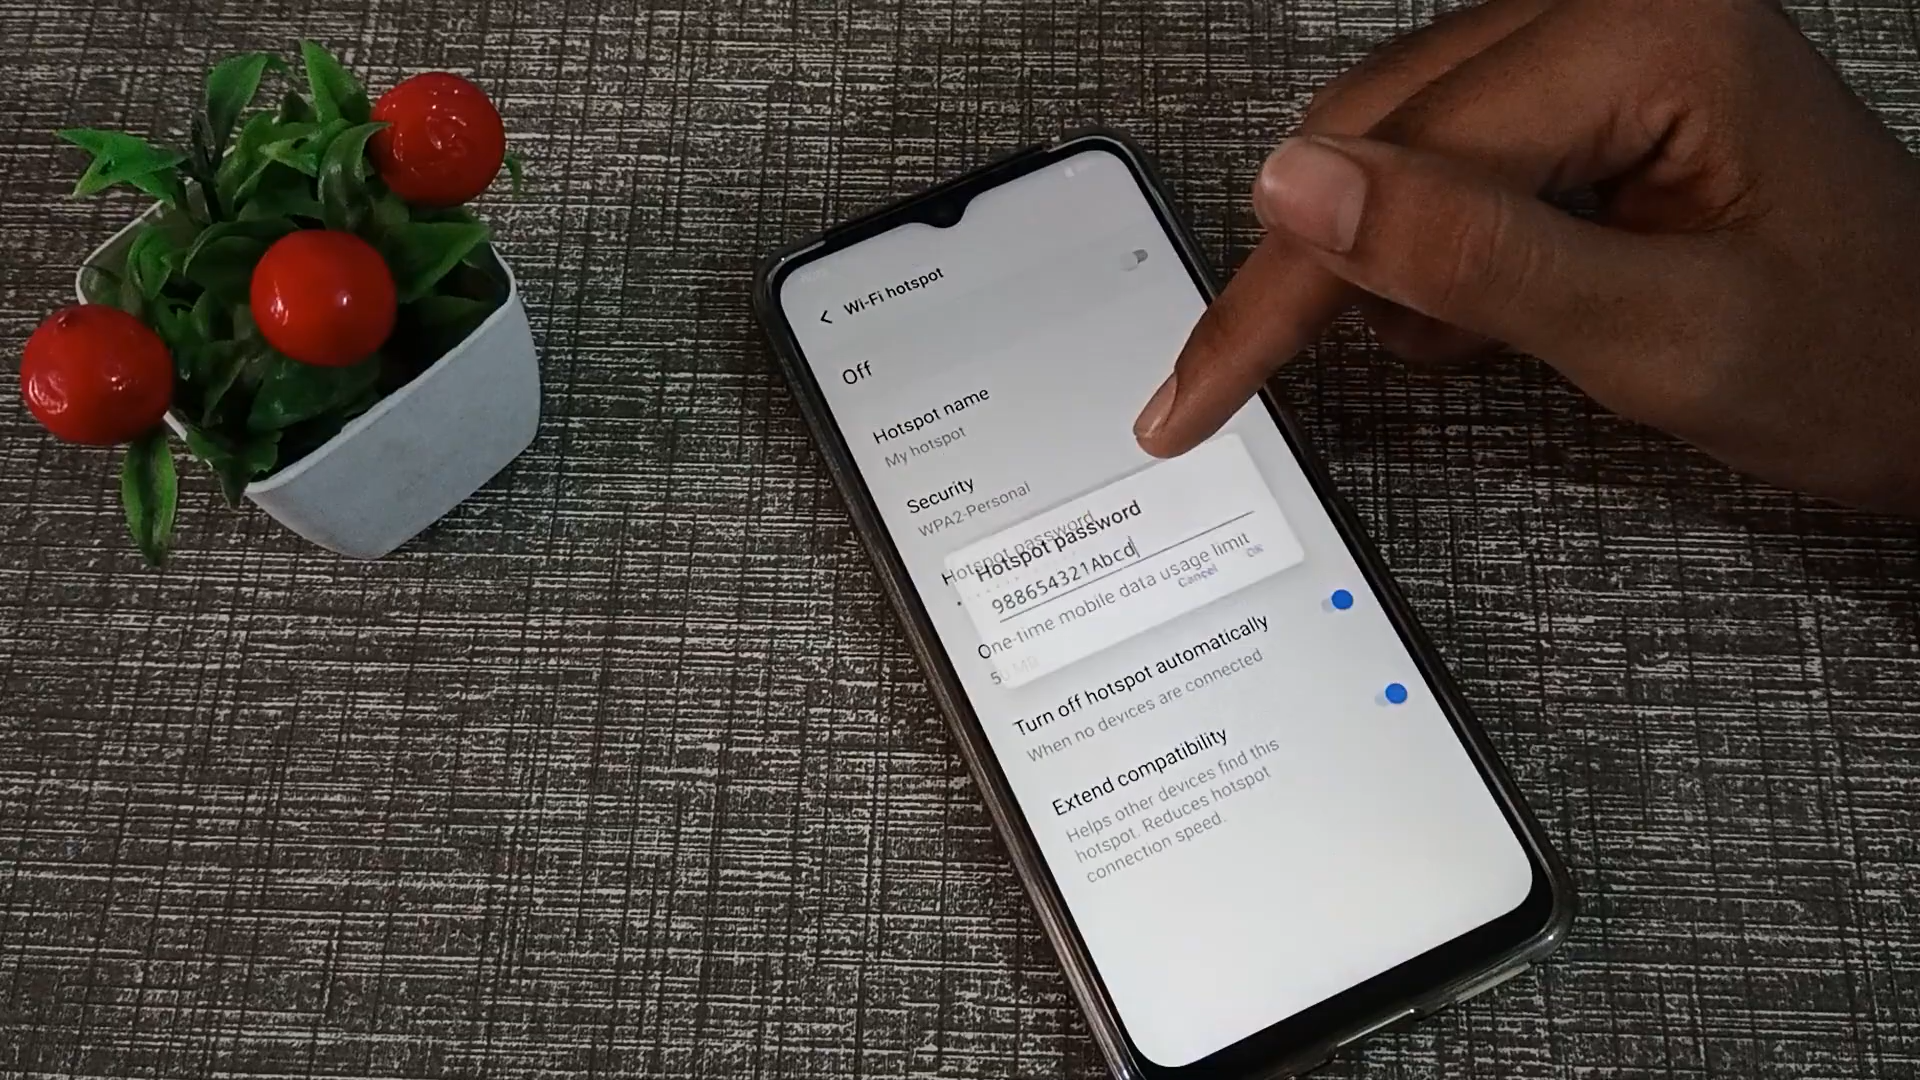 Wi-Fi hotspot
Off
Hotspot name
My hotspot
Security
WPA2-Personal
Hotspot password
Hotspot password
988654321Abcd
One-time mobile data usage limit
Cancel
OK
Turn off hotspot automatically
When no devices are connected
Extend compatibility
Helps other devices find this
hotspot. Reduces hotspot
connection speed.